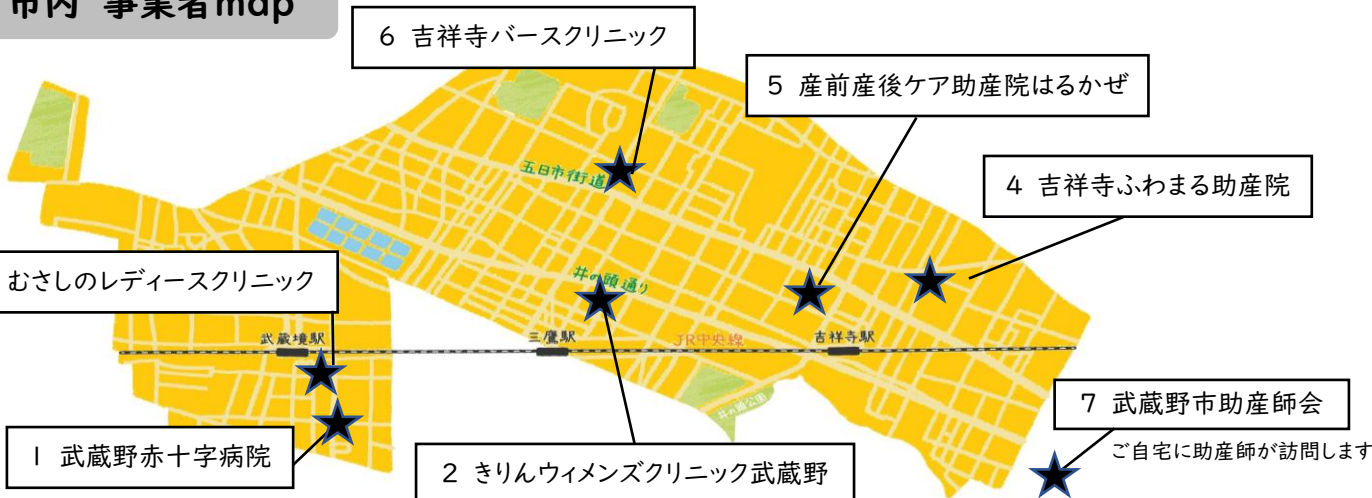 市内 事業者map
6 吉祥寺バースクリニック
5 産前産後ケア助産院はるかぜ
4 吉祥寺ふわまる助産院
五日市街道
井の頭通り
むさしのレディースクリニック
武蔵境駅
三鷹駅
JR中央線
吉祥寺駅
井の頭公園
7 武蔵野市助産師会
ご自宅に助産師が訪問します
1 武蔵野赤十字病院
2 きりんウィメンズクリニック武蔵野